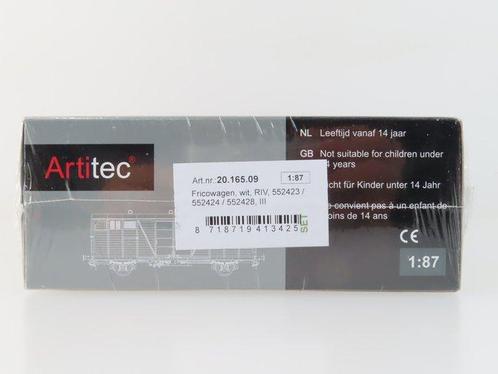 Artitec®
Art.nr.: 20.165.09 1:87
Fricowagen, wit, RIV, 552423 /
552424 / 552428, III
8 718719 413425
SET
NL Leeftijd vanaf 14 jaar
GB Not suitable for children under
4 years
icht für Kinder unter 14 Jahr
e convient pas à un enfant de
oins de 14 ans
CE
1:87